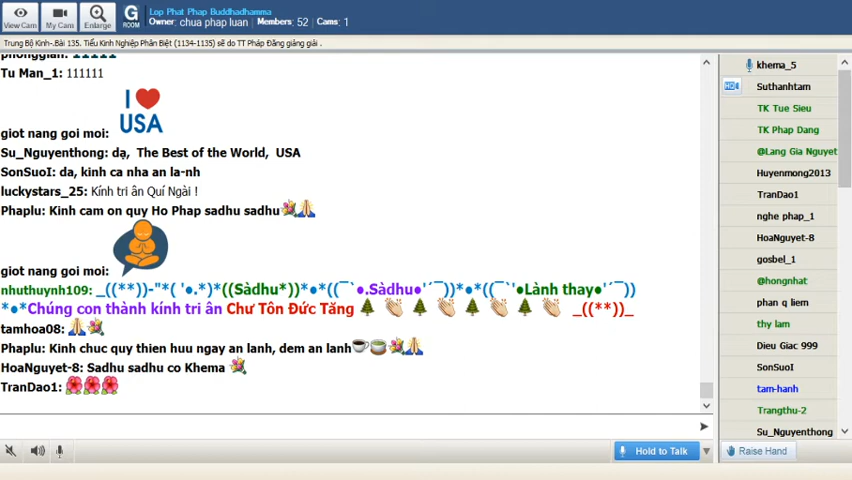 View Cam
My Cam
Enlarge
G
ROOM
Lop Phat Phap Buddhadhamma
Owner: chua phap luan Members: 52 Cams: 1
Trung Bộ Kinh-.Bài 135. Tiểu Kinh Nghiệp Phân Biệt (1134-1135) sẽ do TT Pháp Đăng giảng giải .
Tu Man_1: 111111
I ❤
USA
giot nang goi moi:
Su_Nguyenthong: dạ, The Best of the World, USA
SonSuoI: da, kinh ca nha an la-nh
luckystars_25: Kính tri ân Quí Ngài !
Phaplu: Kinh cam on quy Ho Phap sadhu sadhu💐🙏
giot nang goi moi:
nhuthuynh109: _((**))-"*( '●.*)*((Sàdhu*))*●*((¯`●.Sàdhu●'´¯))*●*((¯`'●Lành thay●'´¯))
*●*Chúng con thành kính tri ân Chư Tôn Đức Tăng 🌲 👏 🌲 👏 🌲 👏 🌲 👏 _((**))_
tamhoa08: 🙏💐
Phaplu: Kinh chuc quy thien huu ngay an lanh, dem an lanh☕🍵💐🙏
HoaNguyet-8: Sadhu sadhu co Khema 💐
TranDao1: 🌺🌺🌺
Hold to Talk
khema_5
HD
Suthanhtam
TK Tue Sieu
TK Phap Dang
@Lang Gia Nguyet
Huyenmong2013
TranDao1
nghe phap_1
HoaNguyet-8
gosbel_1
@hongnhat
phan q liem
thy lam
Dieu Giac 999
SonSuoI
tam-hanh
Trangthu-2
Su_Nguyenthong
Raise Hand